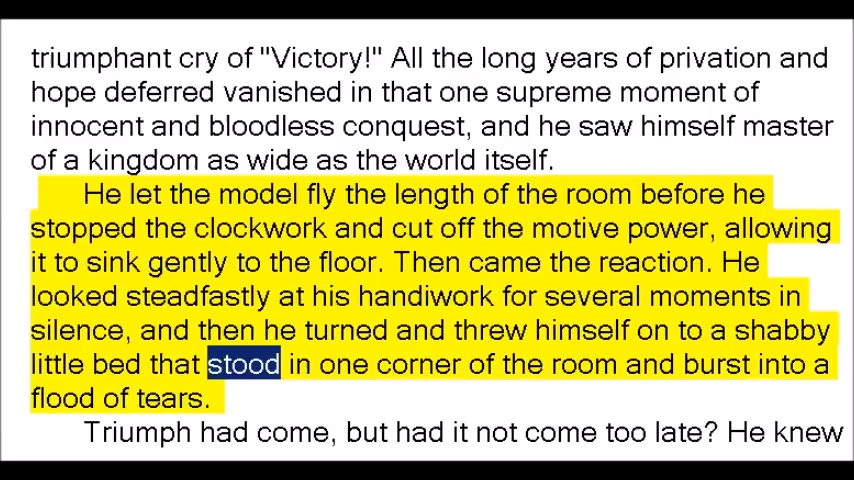 triumphant cry of "Victory!" All the long years of privation and
hope deferred vanished in that one supreme moment of
innocent and bloodless conquest, and he saw himself master
of a kingdom as wide as the world itself.
He let the model fly the length of the room before he
stopped the clockwork and cut off the motive power, allowing
it to sink gently to the floor. Then came the reaction. He
looked steadfastly at his handiwork for several moments in
silence, and then he turned and threw himself on to a shabby
little bed that stood in one corner of the room and burst into a
flood of tears.
Triumph had come, but had it not come too late? He knew